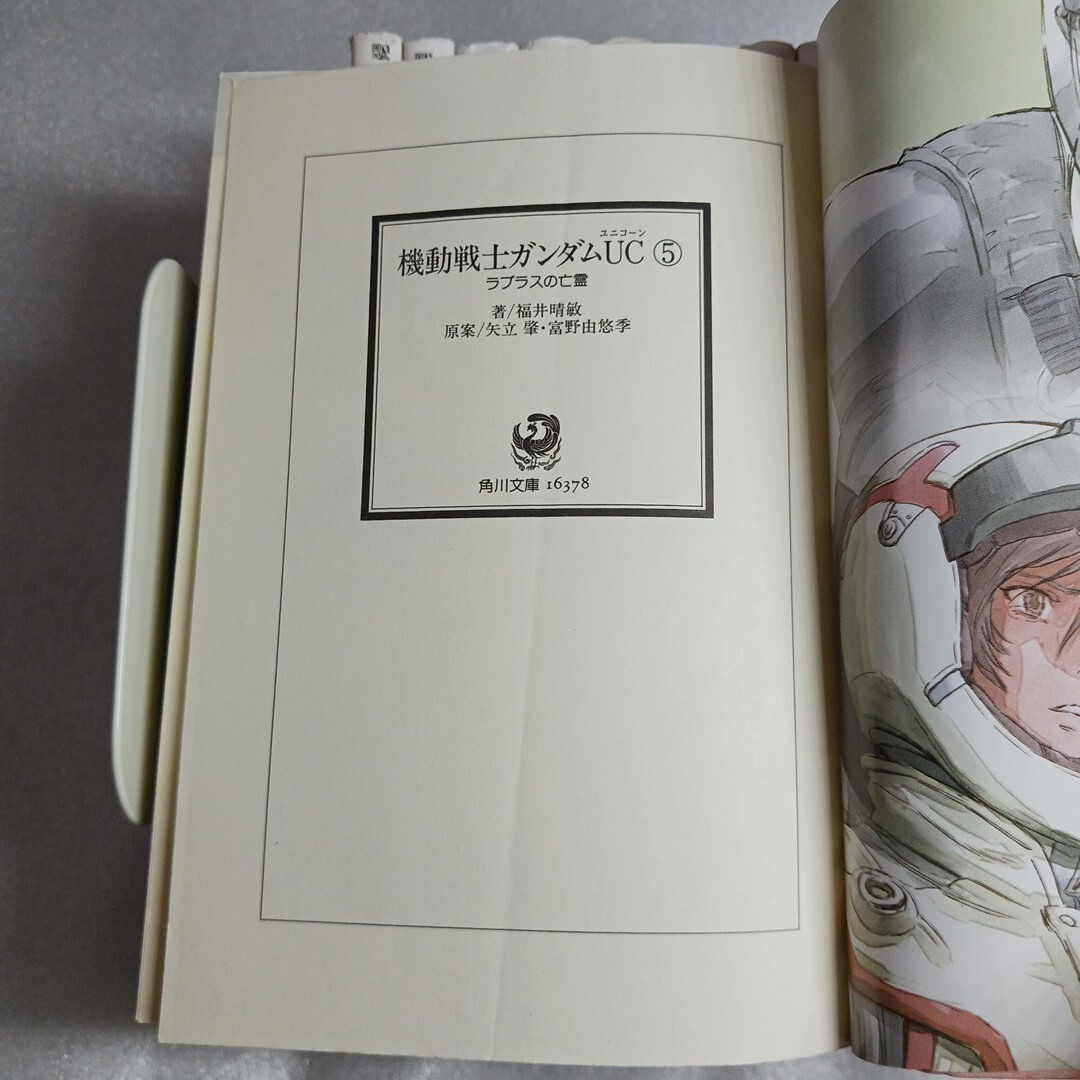 ユニコーン
機動戦士ガンダムUC ⑤
ラプラスの亡霊
著/福井晴敏
原案/矢立 肇・富野由悠季
角川文庫 16378